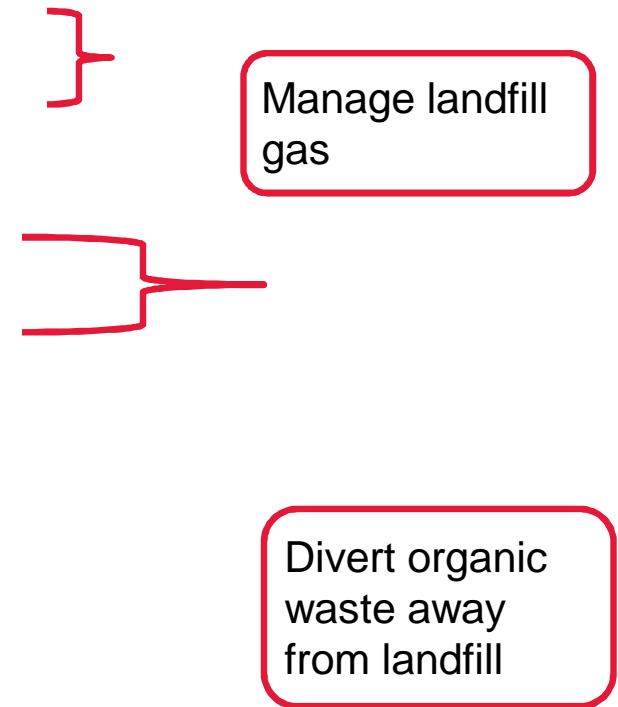 Manage landfill
gas
Divert organic
waste away
from landfill